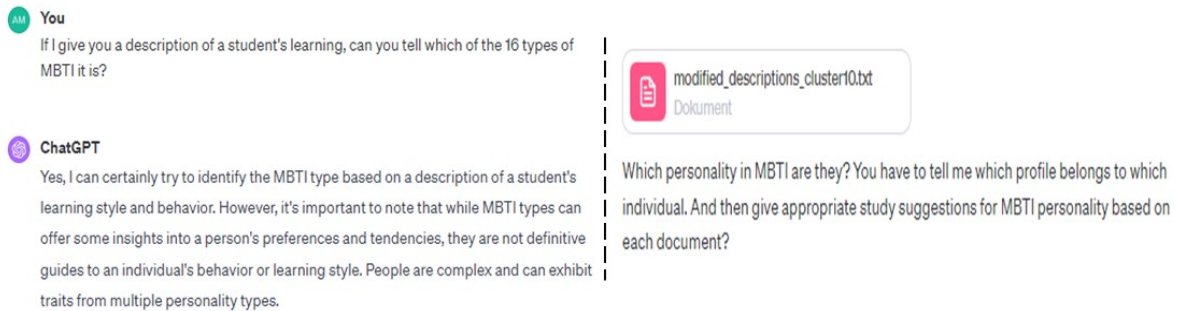 AM You
If I give you a description of a student's learning, can you tell which of the 16 types of
MBTI it is?
ChatGPT
Yes, I can certainly try to identify the MBTI type based on a description of a student's
learning style and behavior. However, it's important to note that while MBTI types can
offer some insights into a person's preferences and tendencies, they are not definitive
guides to an individual's behavior or learning style. People are complex and can exhibit
traits from multiple personality types.
modified_descriptions_cluster10.txt
Dokument
Which personality in MBTI are they? You have to tell me which profile belongs to which
individual. And then give appropriate study suggestions for MBTI personality based on
each document?